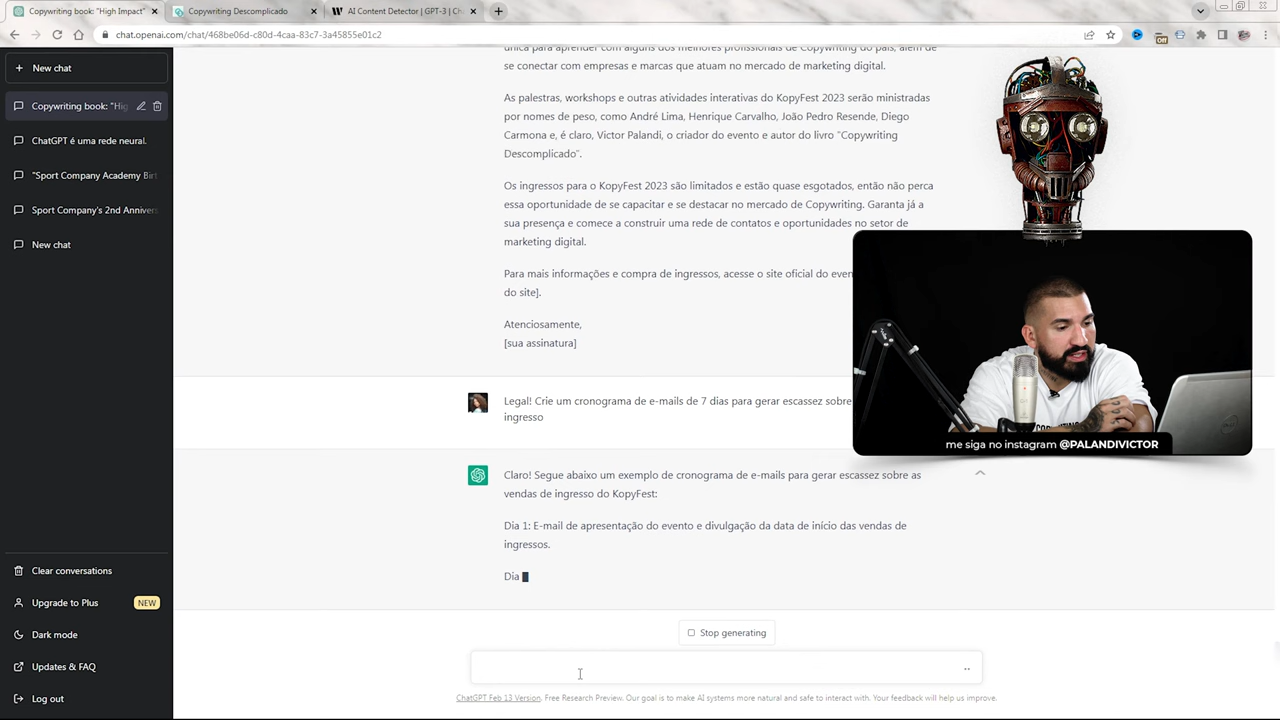 Copywriting book: "High Impact"
Copywriting Descomplicado
AI Content Detector | GPT-3 | Ch
chat.openai.com/chat/468be06d-c80d-4caa-83c7-3a45855e01c2
Off
New chat
Copywriting book: "Hig
ChatGPT é uma rede neural.
"Sport Company Academy Birt
Sport Company's 2nd Anniver
New chat
Clear conversations
Upgrade to Plus
NEW
Dark mode
Updates & FAQ
Log out
única para aprender com alguns dos melhores profissionais de Copywriting do país, além de
se conectar com empresas e marcas que atuam no mercado de marketing digital.
As palestras, workshops e outras atividades interativas do KopyFest 2023 serão ministradas
por nomes de peso, como André Lima, Henrique Carvalho, João Pedro Resende, Diego
Carmona e, é claro, Victor Palandi, o criador do evento e autor do livro "Copywriting
Descomplicado".
Os ingressos para o KopyFest 2023 são limitados e estão quase esgotados, então não perca
essa oportunidade de se capacitar e se destacar no mercado de Copywriting. Garanta já a
sua presença e comece a construir uma rede de contatos e oportunidades no setor de
marketing digital.
Para mais informações e compra de ingressos, acesse o site oficial do even
do site].
Atenciosamente,
[sua assinatura]
Legal! Crie um cronograma de e-mails de 7 dias para gerar escassez sobre
ingresso
Claro! Segue abaixo um exemplo de cronograma de e-mails para gerar escassez sobre as
vendas de ingresso do KopyFest:
Dia 1: E-mail de apresentação do evento e divulgação da data de início das vendas de
ingressos.
Dia
me siga no instagram @PALANDIVICTOR
Stop generating
ChatGPT Feb 13 Version. Free Research Preview. Our goal is to make AI systems more natural and safe to interact with. Your feedback will help us improve.